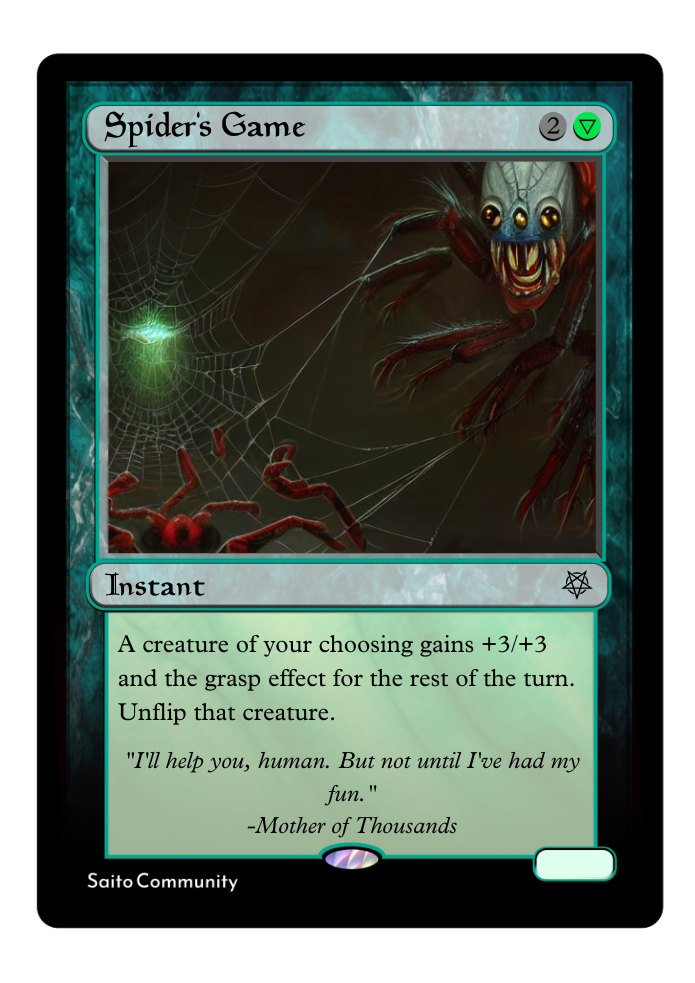 Spider's Game 2
Instant
A creature of your choosing gains +3/+3
and the grasp effect for the rest of the turn.
Unflip that creature.
"I'll help you, human. But not until I've had my
fun."
-Mother of Thousands
Saito Community